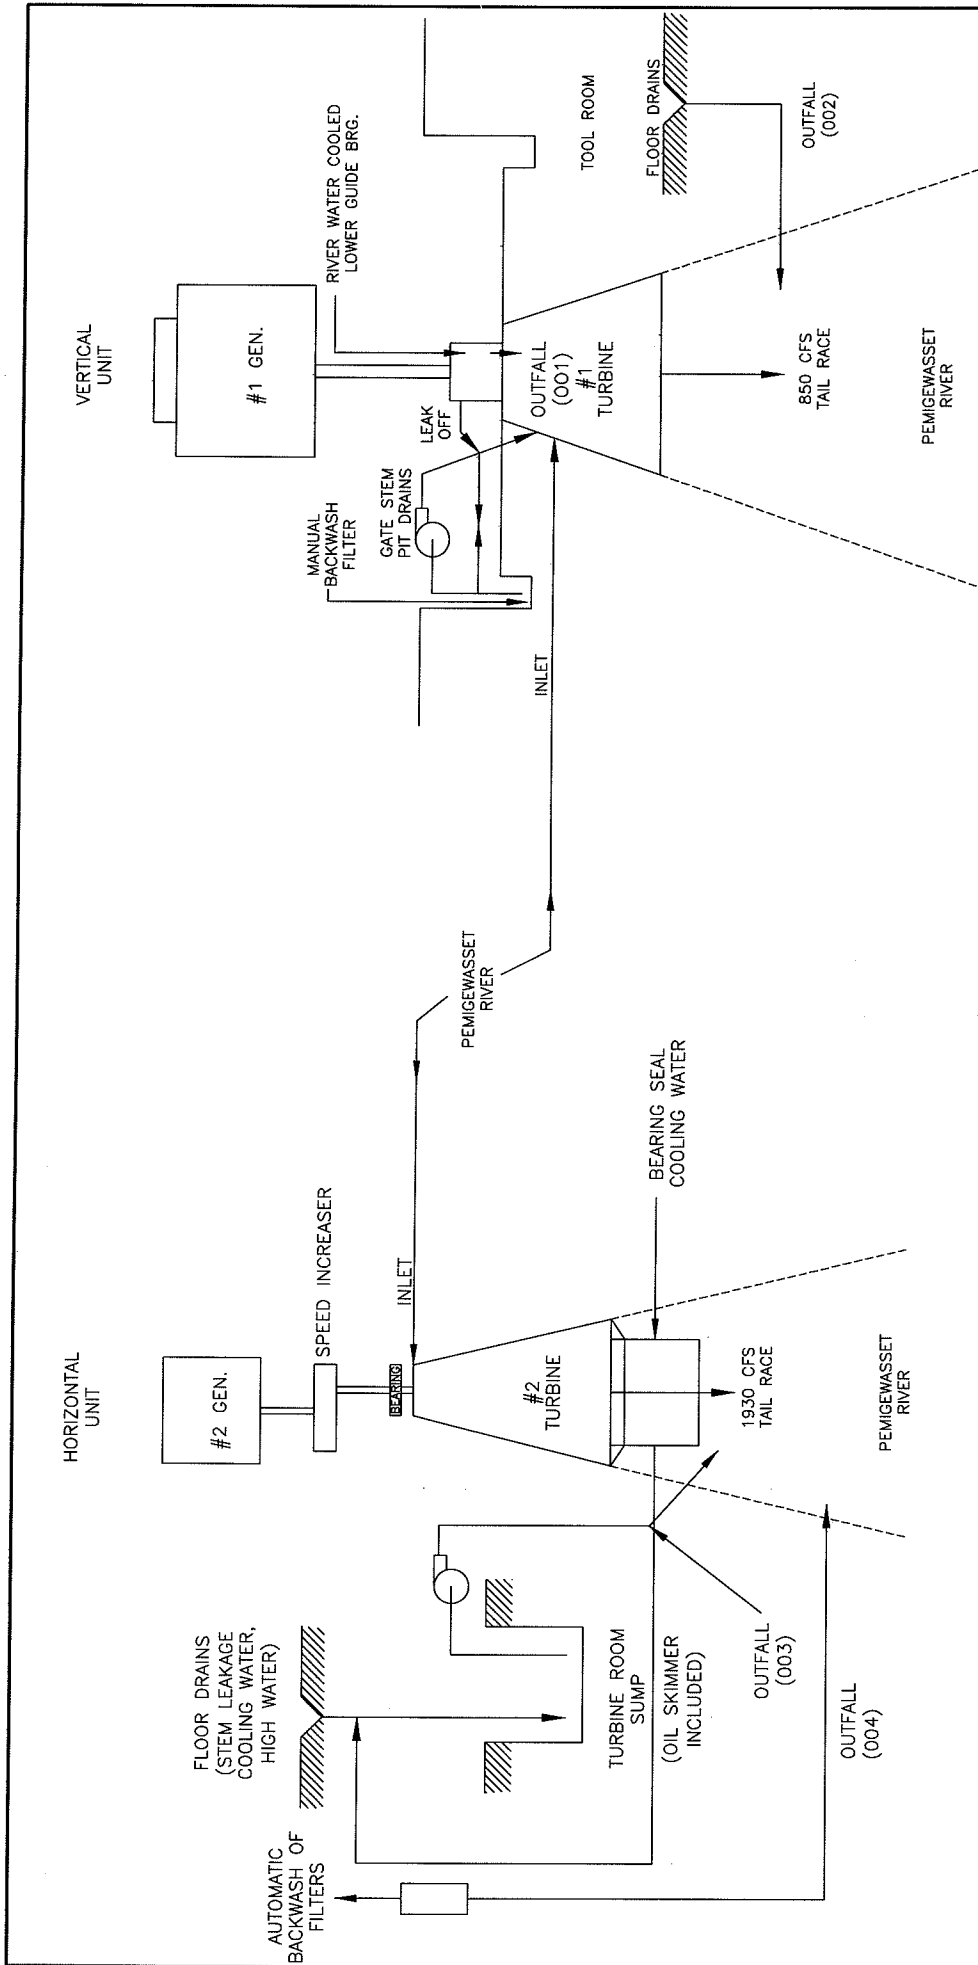 HORIZONTAL
UNIT
#2 GEN.
SPEED INCREASER
BEARING
INLET
#2
TURBINE
BEARING SEAL
COOLING WATER
1930 CFS
TAIL RACE
PEMIGEWASSET
RIVER
AUTOMATIC
BACKWASH OF
FILTERS
FLOOR DRAINS
(STEM LEAKAGE
COOLING WATER,
HIGH WATER)
TURBINE ROOM
SUMP
(OIL SKIMMER
INCLUDED)
OUTFALL
(003)
OUTFALL
(004)
PEMIGEWASSET
RIVER
INLET
VERTICAL
UNIT
#1 GEN.
RIVER WATER COOLED
LOWER GUIDE BRG.
MANUAL
BACKWASH
FILTER
GATE STEM
PIT DRAINS
LEAK
OFF
OUTFALL
(001)
#1
TURBINE
TOOL ROOM
FLOOR DRAINS
OUTFALL
(002)
850 CFS
TAIL RACE
PEMIGEWASSET
RIVER